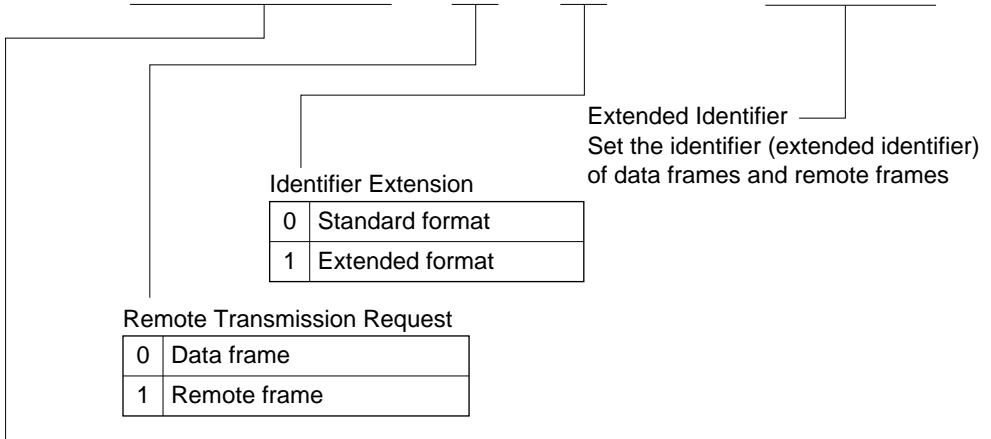 Extended Identifier
Set the identifier (extended identifier)
of data frames and remote frames
Identifier Extension
0 Standard format
1 Extended format
Remote Transmission Request
0 Data frame
1 Remote frame